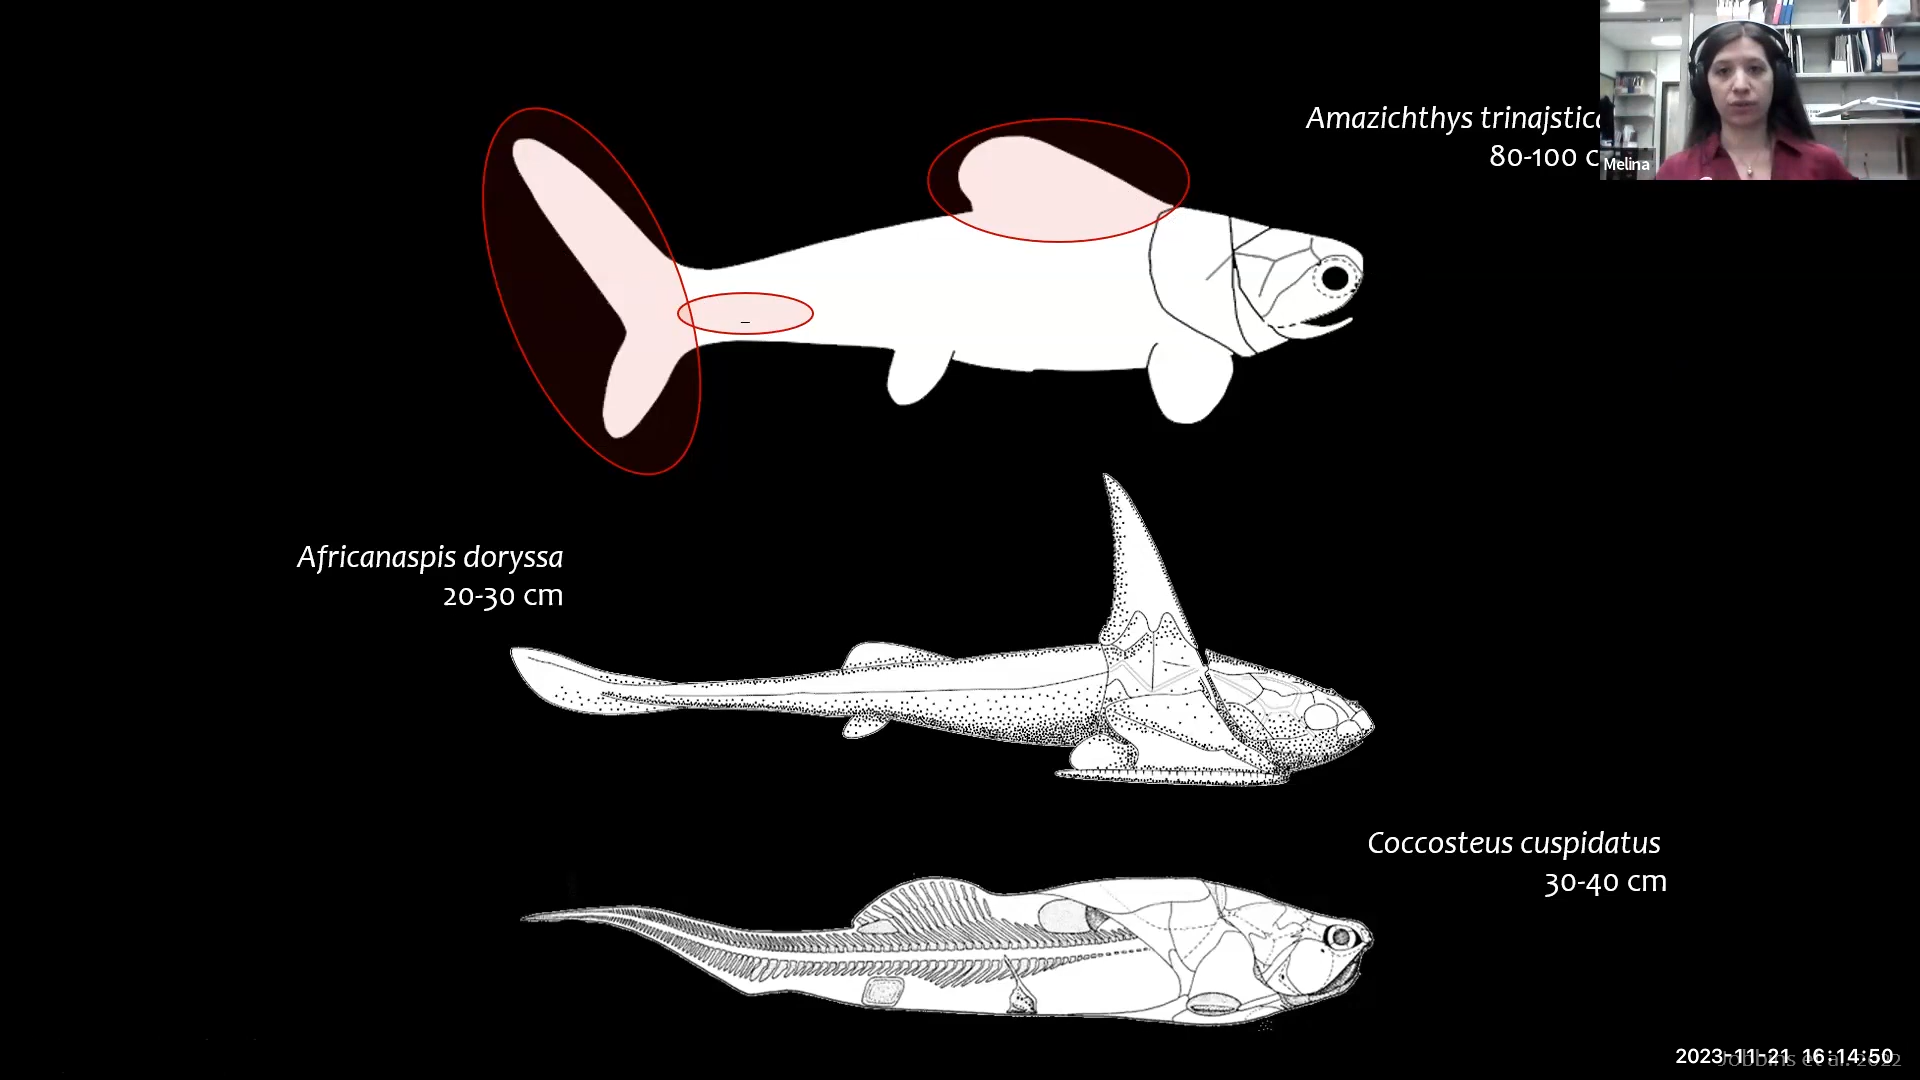 Amazichthys trinajstica
80-100 c
Melina
Africanaspis doryssa
20-30 cm
Coccosteus cuspidatus
30-40 cm
2023-11-21 16:14:50